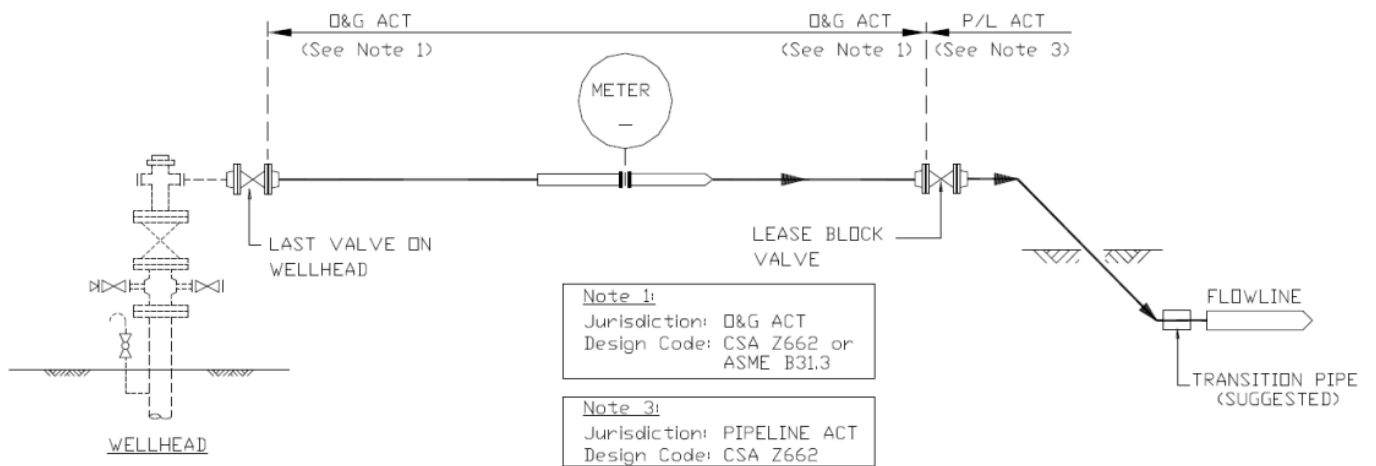 O&G ACT
(See Note 1)
O&G ACT
(See Note 1)
P/L ACT
(See Note 3)
METER
LAST VALVE ON
WELLHEAD
LEASE BLOCK
VALVE
FLOWLINE
TRANSITION PIPE
(SUGGESTED)
WELLHEAD
Note 1:
Jurisdiction: O&G ACT
Design Code: CSA Z662 or
ASME B31.3
Note 3:
Jurisdiction: PIPELINE ACT
Design Code: CSA Z662